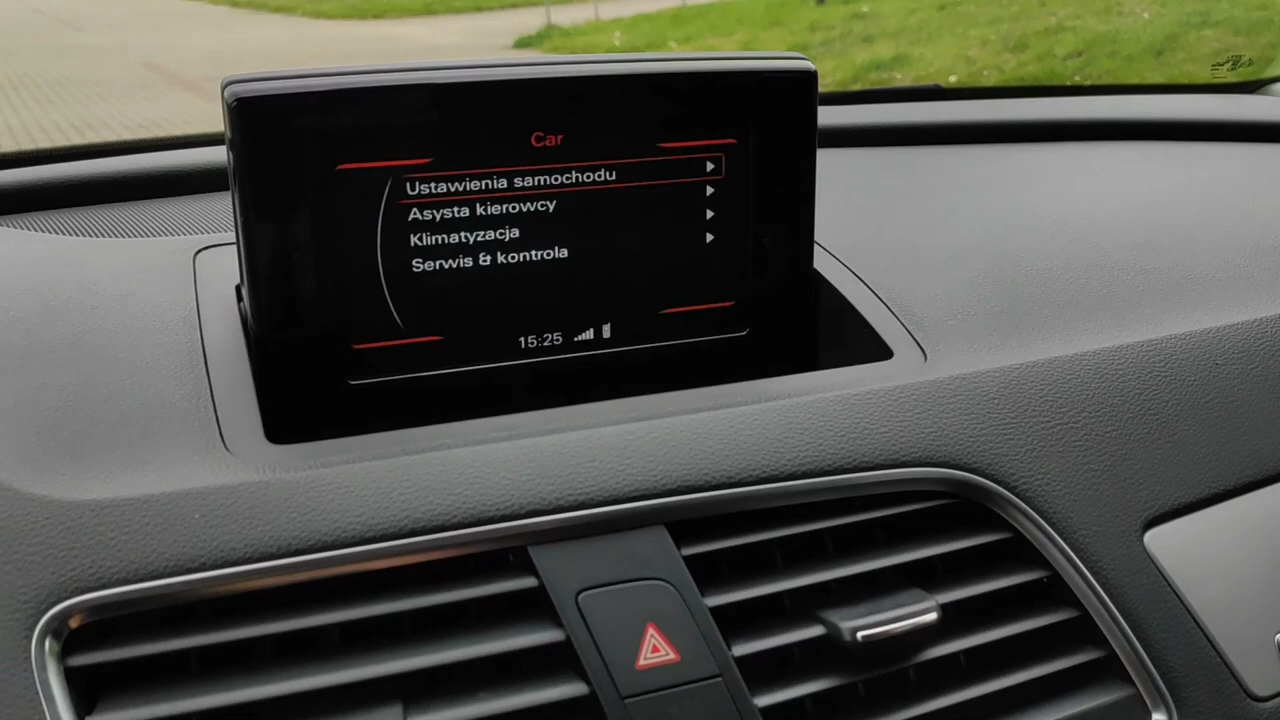 Car
Ustawienia samochodu
Asysta kierowcy
Klimatyzacja
Serwis & kontrola
15:25